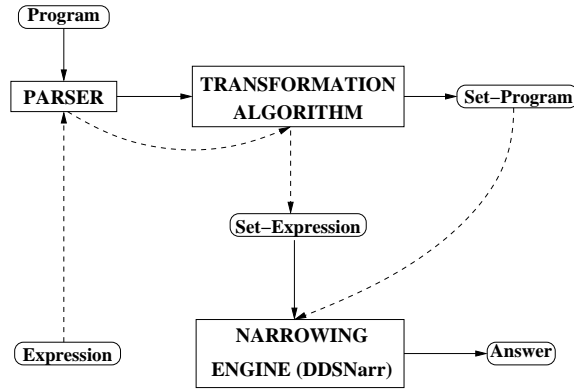 Program
PARSER
TRANSFORMATION
ALGORITHM
Set-Program
Set-Expression
Expression
NARROWING
ENGINE (DDSNarr)
Answer